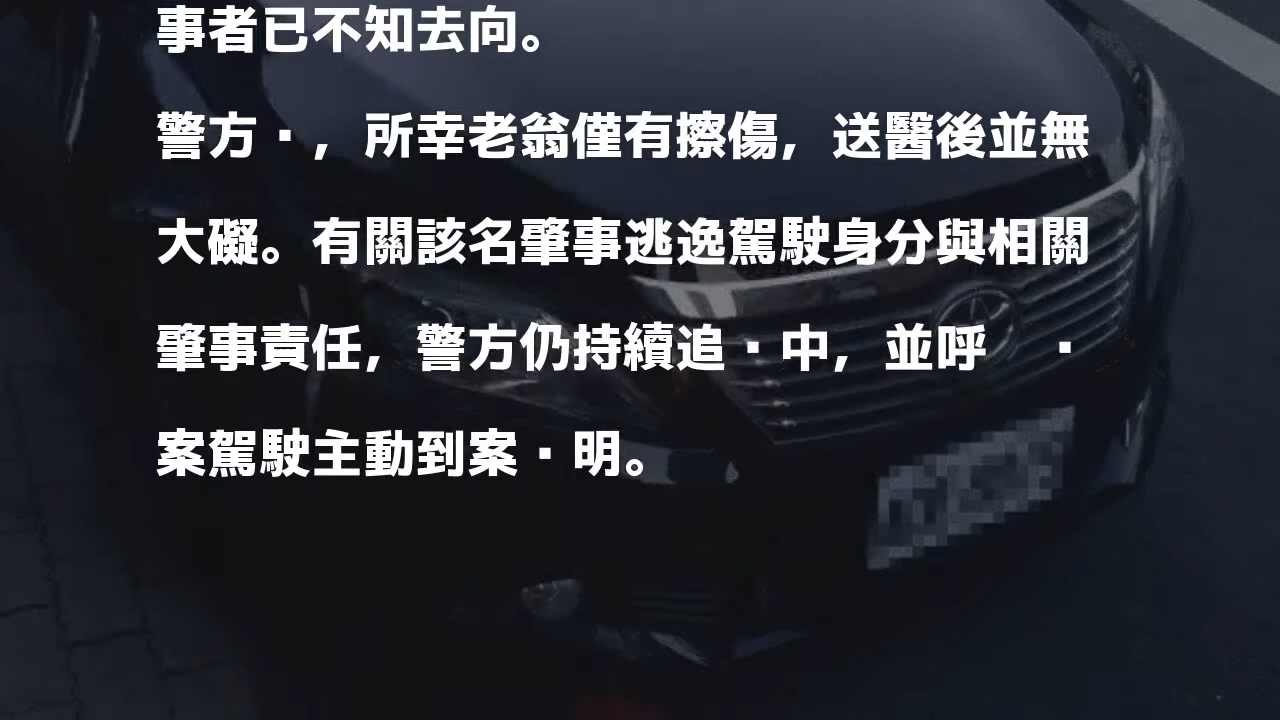 事者已不知去向。
警方·，所幸老翁僅有擦傷，送醫後並無
大礙。有關該名肇事逃逸駕駛身分與相關
肇事責任，警方仍持續追·中，並呼 ·
案駕駛主動到案·明。